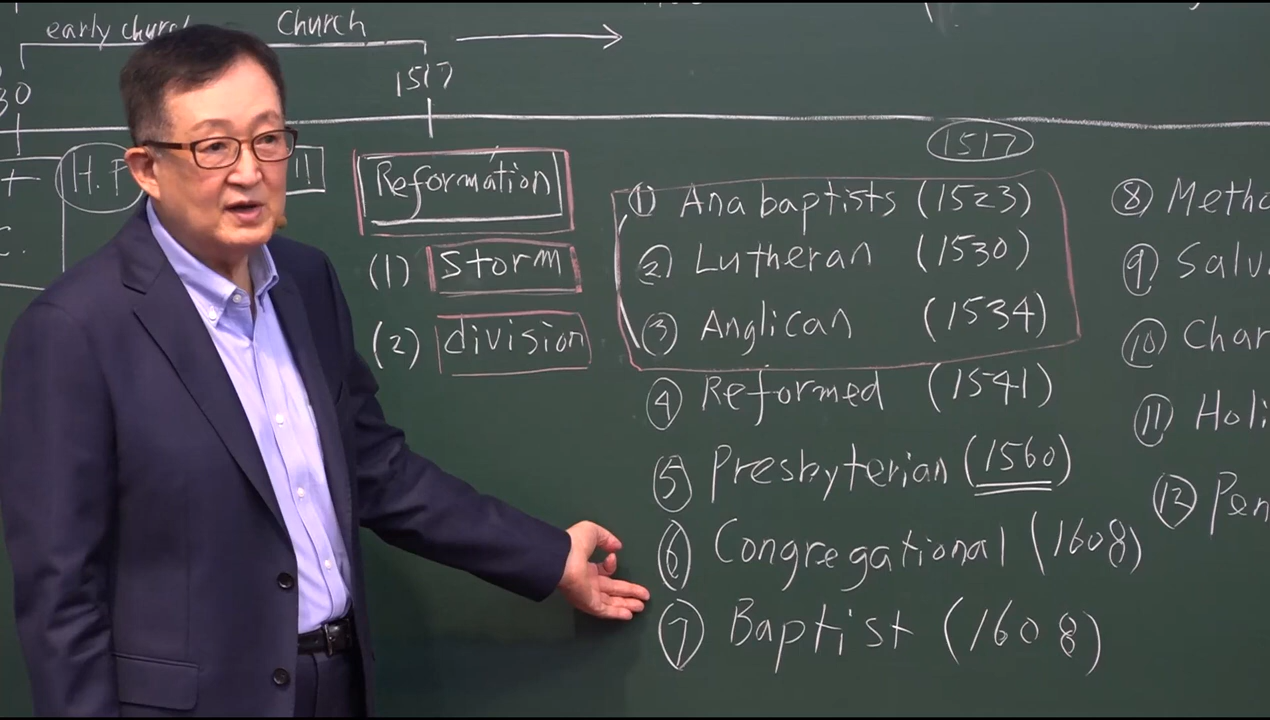 early church
Church
1517
30
H.P
Reformation
(1) storm
(2) division
1517
① Anabaptists (1523)
② Lutheran (1530)
③ Anglican (1534)
④ Reformed (1541)
⑤ Presbyterian (1560)
⑥ Congregational (1608)
⑦ Baptist (1608)
⑧ Metho
⑨ Salv
⑩ Char
⑪ Holi
⑫ Pen